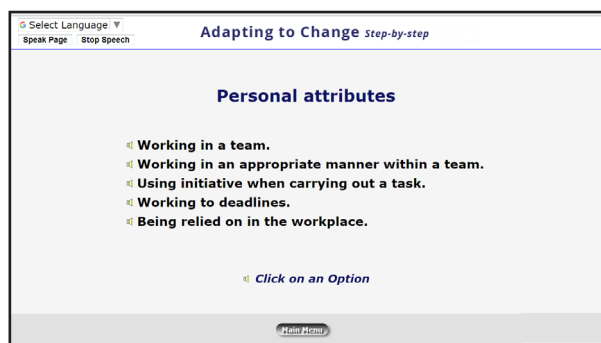 G Select Language ▼
Speak Page Stop Speech
Adapting to Change Step-by-step
Personal attributes
Working in a team.
Working in an appropriate manner within a team.
Using initiative when carrying out a task.
Working to deadlines.
Being relied on in the workplace.
Click on an Option
Main Menu